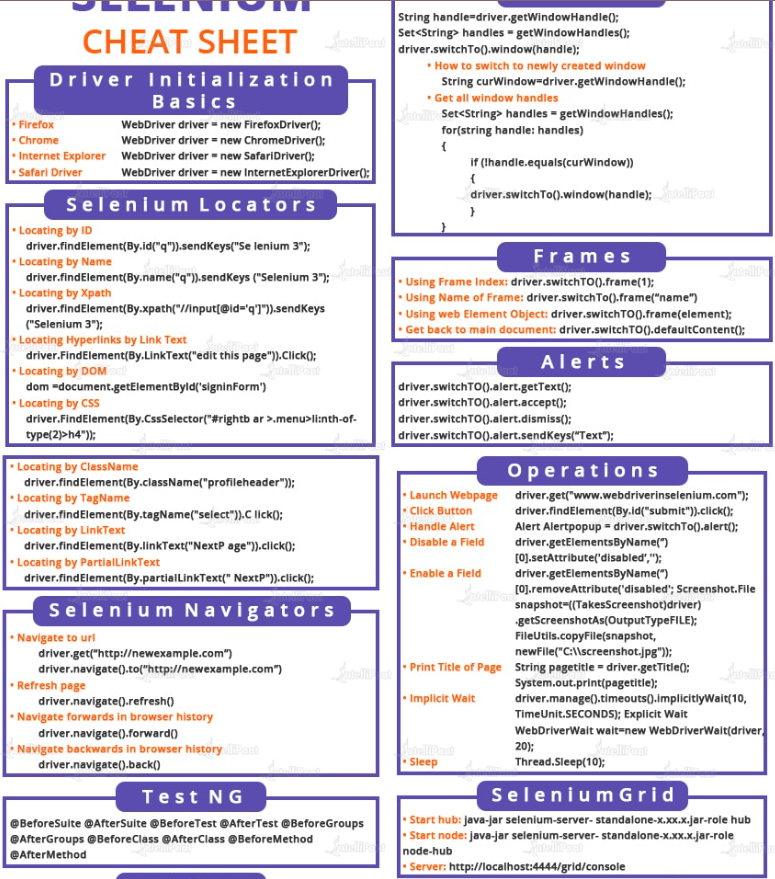 SELENIUM
CHEAT SHEET
Driver Initialization
Basics
• Firefox WebDriver driver = new FirefoxDriver();
• Chrome WebDriver driver = new ChromeDriver();
• Internet Explorer WebDriver driver = new SafariDriver();
• Safari Driver WebDriver driver = new InternetExplorerDriver();
Selenium Locators
• Locating by ID
driver.findElement(By.id("q")).sendKeys("Se lenium 3");
• Locating by Name
driver.findElement(By.name("q")).sendKeys ("Selenium 3");
• Locating by Xpath
driver.findElement(By.xpath("//input[@id='q']")).sendKeys
("Selenium 3");
• Locating Hyperlinks by Link Text
driver.FindElement(By.LinkText("edit this page")).Click();
• Locating by DOM
dom =document.getElementById('signinForm')
• Locating by CSS
driver.FindElement(By.CssSelector("#rightb ar >.menu>li:nth-of-
type(2)>h4"));
• Locating by ClassName
driver.findElement(By.className("profileheader"));
• Locating by TagName
driver.findElement(By.tagName("select")).C lick();
• Locating by LinkText
driver.findElement(By.linkText("NextP age")).click();
• Locating by PartialLinkText
driver.findElement(By.partialLinkText(" NextP")).click();
Selenium Navigators
• Navigate to url
driver.get("http://newexample.com")
driver.navigate().to("http://newexample.com")
• Refresh page
driver.navigate().refresh()
• Navigate forwards in browser history
driver.navigate().forward()
• Navigate backwards in browser history
driver.navigate().back()
Test NG
@BeforeSuite @AfterSuite @BeforeTest @AfterTest @BeforeGroups
@AfterGroups @BeforeClass @AfterClass @BeforeMethod
@AfterMethod
String handle=driver.getWindowHandle();
Set<String> handles = getWindowHandles();
driver.switchTo().window(handle);
• How to switch to newly created window
String curWindow=driver.getWindowHandle();
• Get all window handles
Set<String> handles = getWindowHandles();
for(string handle: handles)
{
if (!handle.equals(curWindow))
{
driver.switchTo().window(handle);
}
}
Frames
• Using Frame Index: driver.switchTO().frame(1);
• Using Name of Frame: driver.switchTo().frame("name")
• Using web Element Object: driver.switchTO().frame(element);
• Get back to main document: driver.switchTO().defaultContent();
Alerts
driver.switchTO().alert.getText();
driver.switchTO().alert.accept();
driver.switchTO().alert.dismiss();
driver.switchTO().alert.sendKeys("Text");
Operations
• Launch Webpage driver.get("www.webdriverinselenium.com");
• Click Button driver.findElement(By.id("submit")).click();
• Handle Alert Alert Alertpopup = driver.switchTo().alert();
• Disable a Field driver.getElementsByName('')
[0].setAttribute('disabled','');
• Enable a Field driver.getElementsByName('')
[0].removeAttribute('disabled'; Screenshot.File
snapshot=((TakesScreenshot)driver)
.getScreenshotAs(OutputTypeFILE);
FileUtils.copyFile(snapshot,
newFile("C:\\screenshot.jpg"));
• Print Title of Page String pagetitle = driver.getTitle();
System.out.print(pagetitle);
• Implicit Wait driver.manage().timeouts().implicitlyWait(10,
TimeUnit.SECONDS); Explicit Wait
WebDriverWait wait=new WebDriverWait(driver,
20);
• Sleep Thread.Sleep(10);
SeleniumGrid
• Start hub: java-jar selenium-server- standalone-x.xx.x.jar-role hub
• Start node: java-jar selenium-server- standalone-x.xx.x.jar-role
node-hub
• Server: http://localhost:4444/grid/console